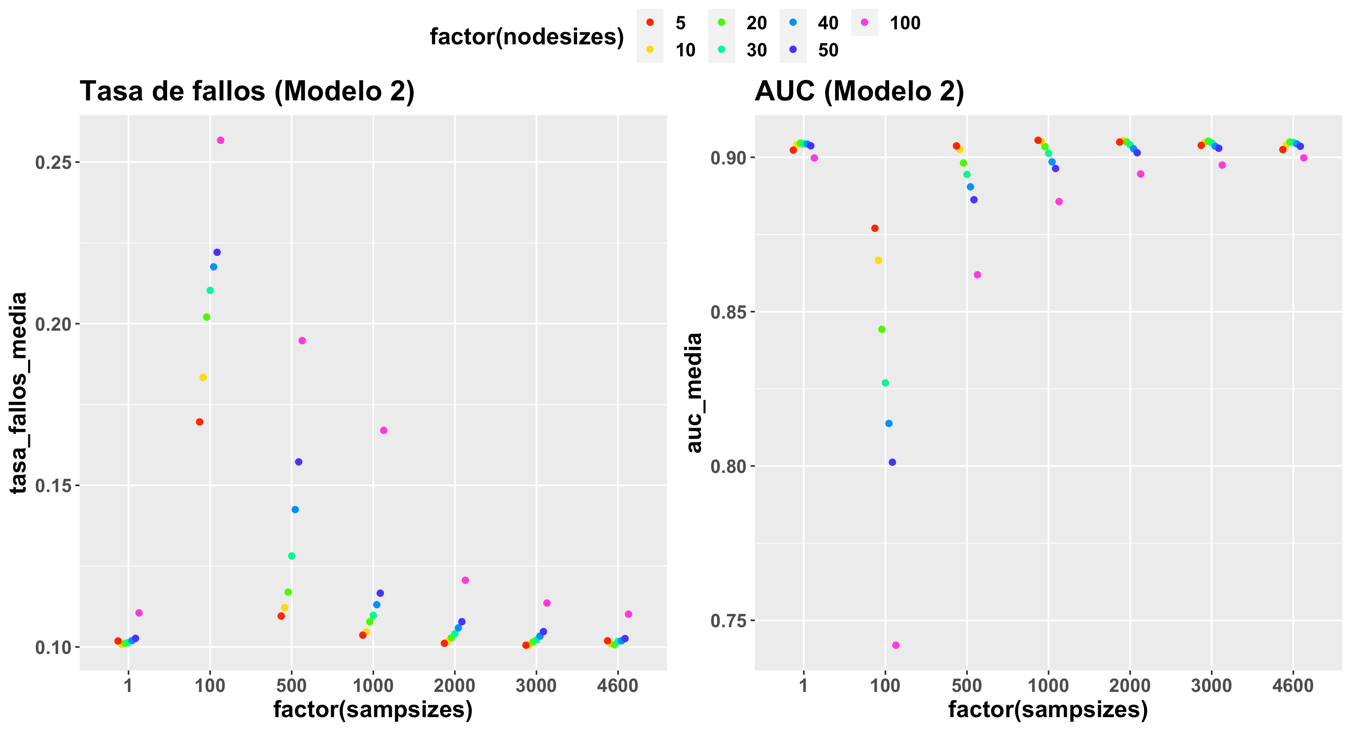 factor(nodesizes) 5 20 40 100
10 30 50
Tasa de fallos (Modelo 2)
tasa_fallos_media
0.25
0.20
0.15
0.10
1 100 500 1000 2000 3000 4600
factor(sampsizes)
AUC (Modelo 2)
auc_media
0.90
0.85
0.80
0.75
1 100 500 1000 2000 3000 4600
factor(sampsizes)